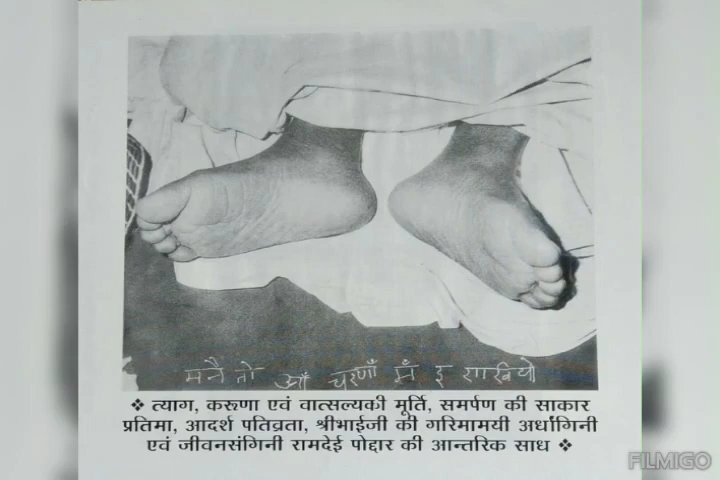 मनै तो आँ चरणाँ मँ इ राखियो
❖ त्याग, करूणा एवं वात्सल्यकी मूर्ति, समर्पण की साकार
प्रतिमा, आदर्श पतिव्रता, श्रीभाईजी की गरिमामयी अर्धांगिनी
एवं जीवनसंगिनी रामदेई पोद्दार की आन्तरिक साध ❖
FILMIGO